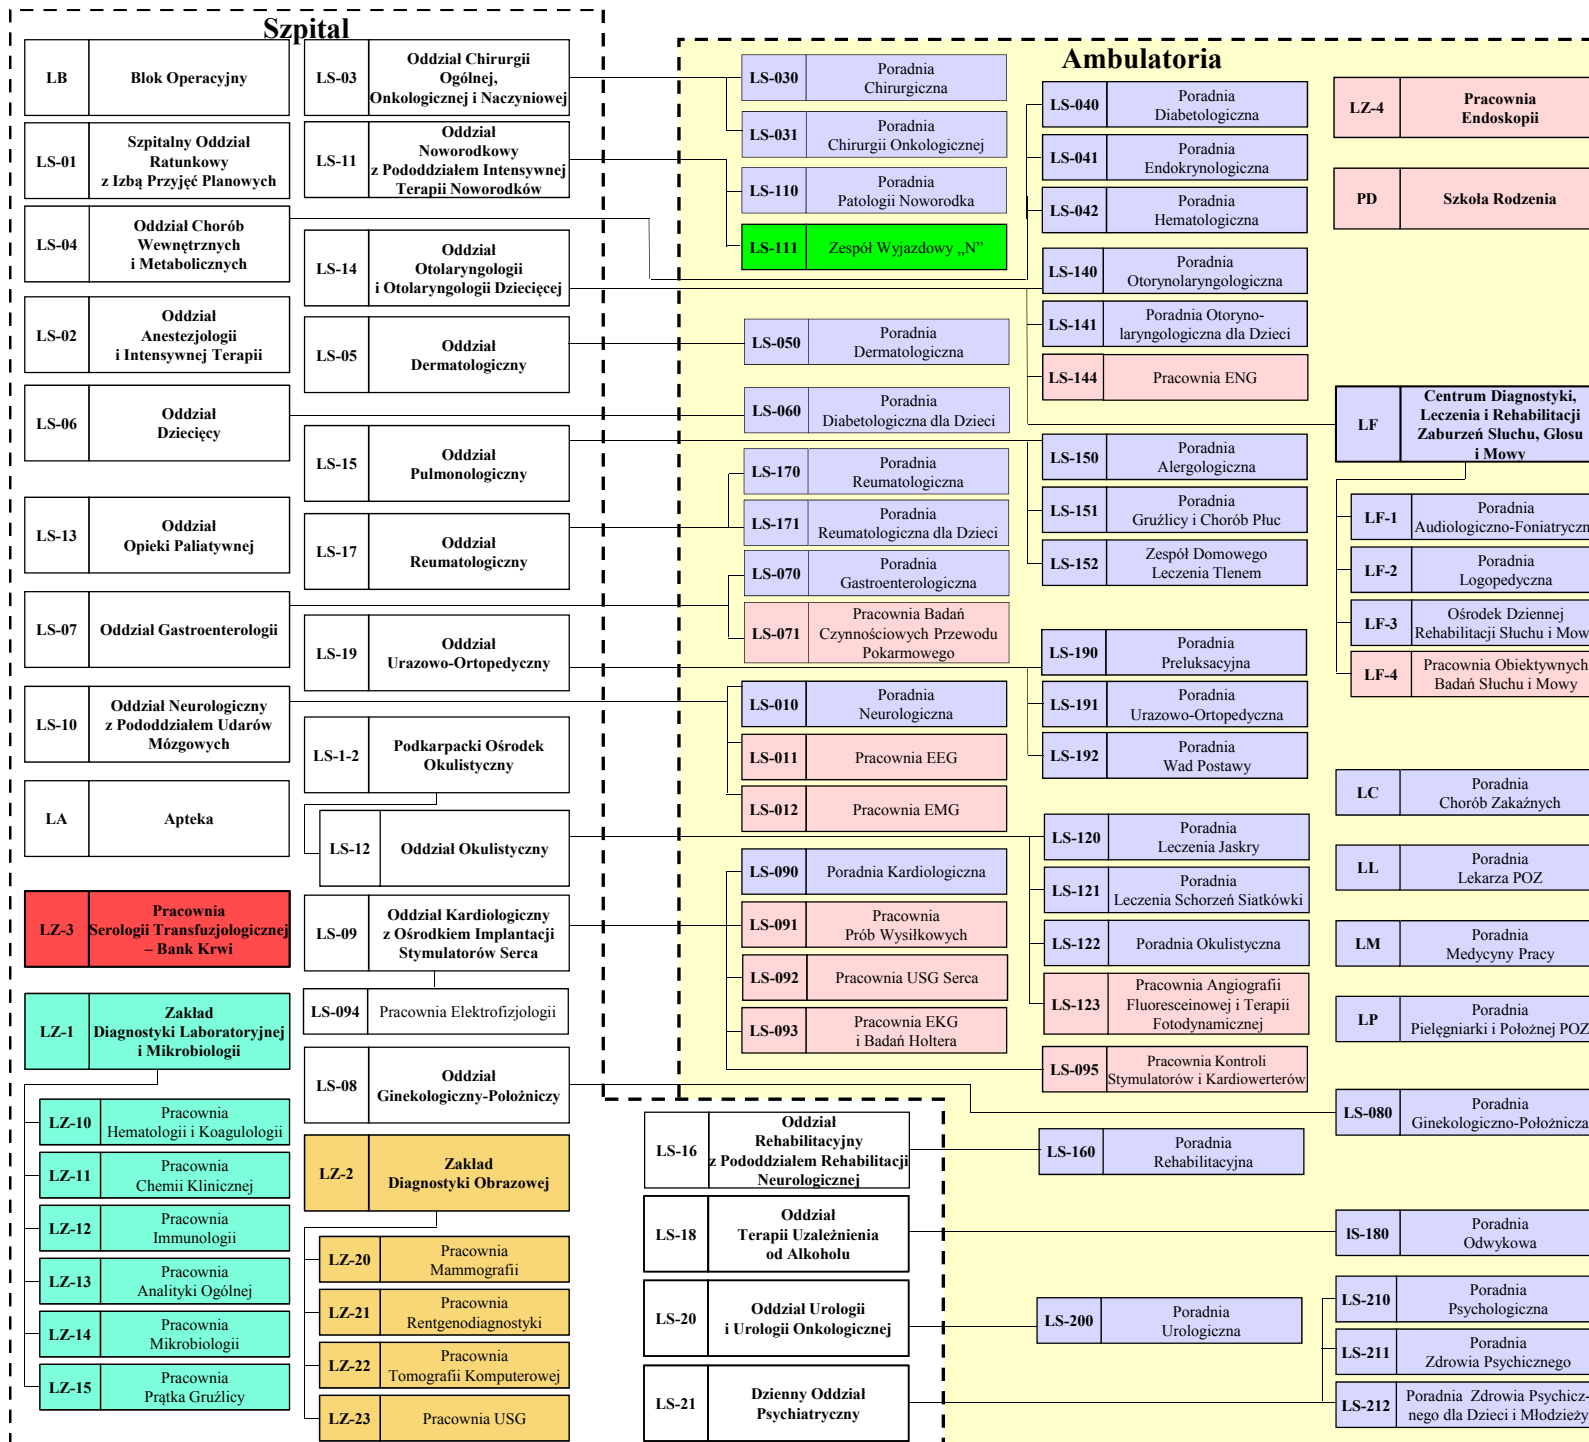 Szpital
LB
Blok Operacyjny
LS-01
Szpitalny Oddział
Ratunkowy
z Izbą Przyjęć Planowych
LS-04
Oddział Chorób
Wewnętrznych
i Metabolicznych
LS-02
Oddział
Anestezjologii
i Intensywnej Terapii
LS-06
Oddział
Dziecięcy
LS-13
Oddział
Opieki Paliatywnej
LS-07
Oddział Gastroenterologii
LS-10
Oddział Neurologiczny
z Pododdziałem Udarów
Mózgowych
LA
Apteka
LZ-3
Pracownia
Serologii Transfuzjologicznej
– Bank Krwi
LZ-1
Zakład
Diagnostyki Laboratoryjnej
i Mikrobiologii
LZ-10
Pracownia
Hematologii i Koagulologii
LZ-11
Pracownia
Chemii Klinicznej
LZ-12
Pracownia
Immunologii
LZ-13
Pracownia
Analityki Ogólnej
LZ-14
Pracownia
Mikrobiologii
LZ-15
Pracownia
Prątka Gruźlicy
LS-03
Oddział Chirurgii
Ogólnej,
Onkologicznej i Naczyniowej
LS-11
Oddział
Noworodkowy
z Pododdziałem Intensywnej
Terapii Noworodków
LS-14
Oddział
Otolaryngologii
i Otolaryngologii Dziecięcej
LS-05
Oddział
Dermatologiczny
LS-15
Oddział
Pulmonologiczny
LS-17
Oddział
Reumatologiczny
LS-19
Oddział
Urazowo-Ortopedyczny
LS-1-2
Podkarpacki Ośrodek
Okulistyczny
LS-12
Oddział Okulistyczny
LS-09
Oddział Kardiologiczny
z Ośrodkiem Implantacji
Stymulatorów Serca
LS-094
Pracownia Elektrofizjologii
LS-08
Oddział
Ginekologiczny-Położniczy
LZ-2
Zakład
Diagnostyki Obrazowej
LZ-20
Pracownia
Mammografii
LZ-21
Pracownia
Rentgenodiagnostyki
LZ-22
Pracownia
Tomografii Komputerowej
LZ-23
Pracownia USG
LS-16
Oddział
Rehabilitacyjny
z Pododdziałem Rehabilitacji
Neurologicznej
LS-18
Oddział
Terapii Uzależnienia
od Alkoholu
LS-20
Oddział Urologii
i Urologii Onkologicznej
LS-21
Dzienny Oddział
Psychiatryczny
Ambulatoria
LS-030
Poradnia
Chirurgiczna
LS-031
Poradnia
Chirurgii Onkologicznej
LS-110
Poradnia
Patologii Noworodka
LS-111
Zespół Wyjazdowy „N”
LS-050
Poradnia
Dermatologiczna
LS-060
Poradnia
Diabetologiczna dla Dzieci
LS-170
Poradnia
Reumatologiczna
LS-171
Poradnia
Reumatologiczna dla Dzieci
LS-070
Poradnia
Gastroenterologiczna
LS-071
Pracownia Badań
Czynnościowych Przewodu
Pokarmowego
LS-010
Poradnia
Neurologiczna
LS-011
Pracownia EEG
LS-012
Pracownia EMG
LS-090
Poradnia Kardiologiczna
LS-091
Pracownia
Prób Wysiłkowych
LS-092
Pracownia USG Serca
LS-093
Pracownia EKG
i Badań Holtera
LS-040
Poradnia
Diabetologiczna
LS-041
Poradnia
Endokrynologiczna
LS-042
Poradnia
Hematologiczna
LS-140
Poradnia
Otorynolaryngologiczna
LS-141
Poradnia Otoryno-
laryngologiczna dla Dzieci
LS-144
Pracownia ENG
LS-150
Poradnia
Alergologiczna
LS-151
Poradnia
Gruźlicy i Chorób Płuc
LS-152
Zespół Domowego
Leczenia Tlenem
LS-190
Poradnia
Preluksacyjna
LS-191
Poradnia
Urazowo-Ortopedyczna
LS-192
Poradnia
Wad Postawy
LS-120
Poradnia
Leczenia Jaskry
LS-121
Poradnia
Leczenia Schorzeń Siatkówki
LS-122
Poradnia Okulistyczna
LS-123
Pracownia Angiografii
Fluoresceinowej i Terapii
Fotodynamicznej
LS-095
Pracownia Kontroli
Stymulatorów i Kardiowerterów
LS-160
Poradnia
Rehabilitacyjna
LS-200
Poradnia
Urologiczna
LZ-4
Pracownia
Endoskopii
PD
Szkoła Rodzenia
LF
Centrum Diagnostyki,
Leczenia i Rehabilitacji
Zaburzeń Słuchu, Głosu
i Mowy
LF-1
Poradnia
Audiologiczno-Foniatryczn
LF-2
Poradnia
Logopedyczna
LF-3
Ośrodek Dziennej
Rehabilitacji Słuchu i Mow
LF-4
Pracownia Obiektywnych
Badań Słuchu i Mowy
LC
Poradnia
Chorób Zakaźnych
LL
Poradnia
Lekarza POZ
LM
Poradnia
Medycyny Pracy
LP
Poradnia
Pielęgniarki i Położnej POZ
LS-080
Poradnia
Ginekologiczno-Położnicza
lS-180
Poradnia
Odwykowa
LS-210
Poradnia
Psychologiczna
LS-211
Poradnia
Zdrowia Psychicznego
LS-212
Poradnia Zdrowia Psychicz-
nego dla Dzieci i Młodzieży